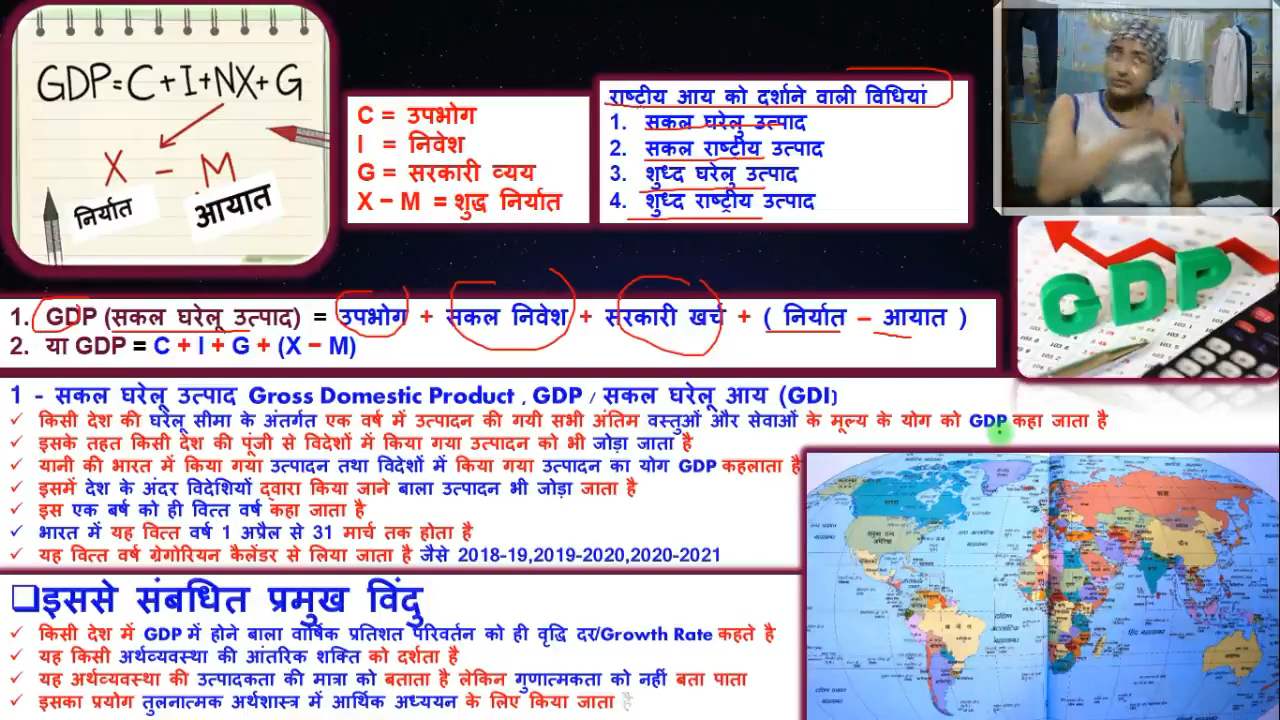 GDP=C+I+NX+G
X - M
निर्यात
आयात
C = उपभोग
I = निवेश
G = सरकारी व्यय
X - M = शुद्ध निर्यात
राष्ट्रीय आय को दर्शाने वाली विधियां
1. सकल घरेलु उत्पाद
2. सकल राष्टीय उत्पाद
3. शुध्द घरेलु उत्पाद
4. शुध्द राष्ट्रीय उत्पाद
GDP
1. GDP (सकल घरेलू उत्पाद) = उपभोग + सकल निवेश + सरकारी खर्च + ( निर्यात – आयात )
2. या GDP = C + I + G + (X – M)
1 - सकल घरेलू उत्पाद Gross Domestic Product , GDP / सकल घरेलू आय (GDI)
✓ किसी देश की घरेलू सीमा के अंतर्गत एक वर्ष में उत्पादन की गयी सभी अंतिम वस्तुओं और सेवाओं के मूल्य के योग को GDP कहा जाता है
✓ इसके तहत किसी देश की पूंजी से विदेशों में किया गया उत्पादन को भी जोड़ा जाता है
✓ यानी की भारत में किया गया उत्पादन तथा विदेशों में किया गया उत्पादन का योग GDP कहलाता है
✓ इसमें देश के अंदर विदेशियों द्वारा किया जाने बाला उत्पादन भी जोड़ा जाता है
✓ इस एक बर्ष को ही वित्त वर्ष कहा जाता है
✓ भारत में यह वित्त वर्ष 1 अप्रैल से 31 मार्च तक होता है
✓ यह वित्त वर्ष ग्रेगोरियन कैलेंडर से लिया जाता है जैसे 2018-19,2019-2020,2020-2021
❑इससे संबधित प्रमुख विंदु
✓ किसी देश में GDP में होने बाला वार्षिक प्रतिशत परिवर्तन को ही वृद्दि दर/Growth Rate कहते है
✓ यह किसी अर्थव्यवस्था की आंतरिक शक्ति को दर्शता है
✓ यह अर्थव्यवस्था की उत्पादकता की मात्रा को बताता है लेकिन गुणात्मकता को नहीं बता पाता
✓ इसका प्रयोग तुलनात्मक अर्थशास्त्र में आर्थिक अध्ययन के लिए किया जाता है